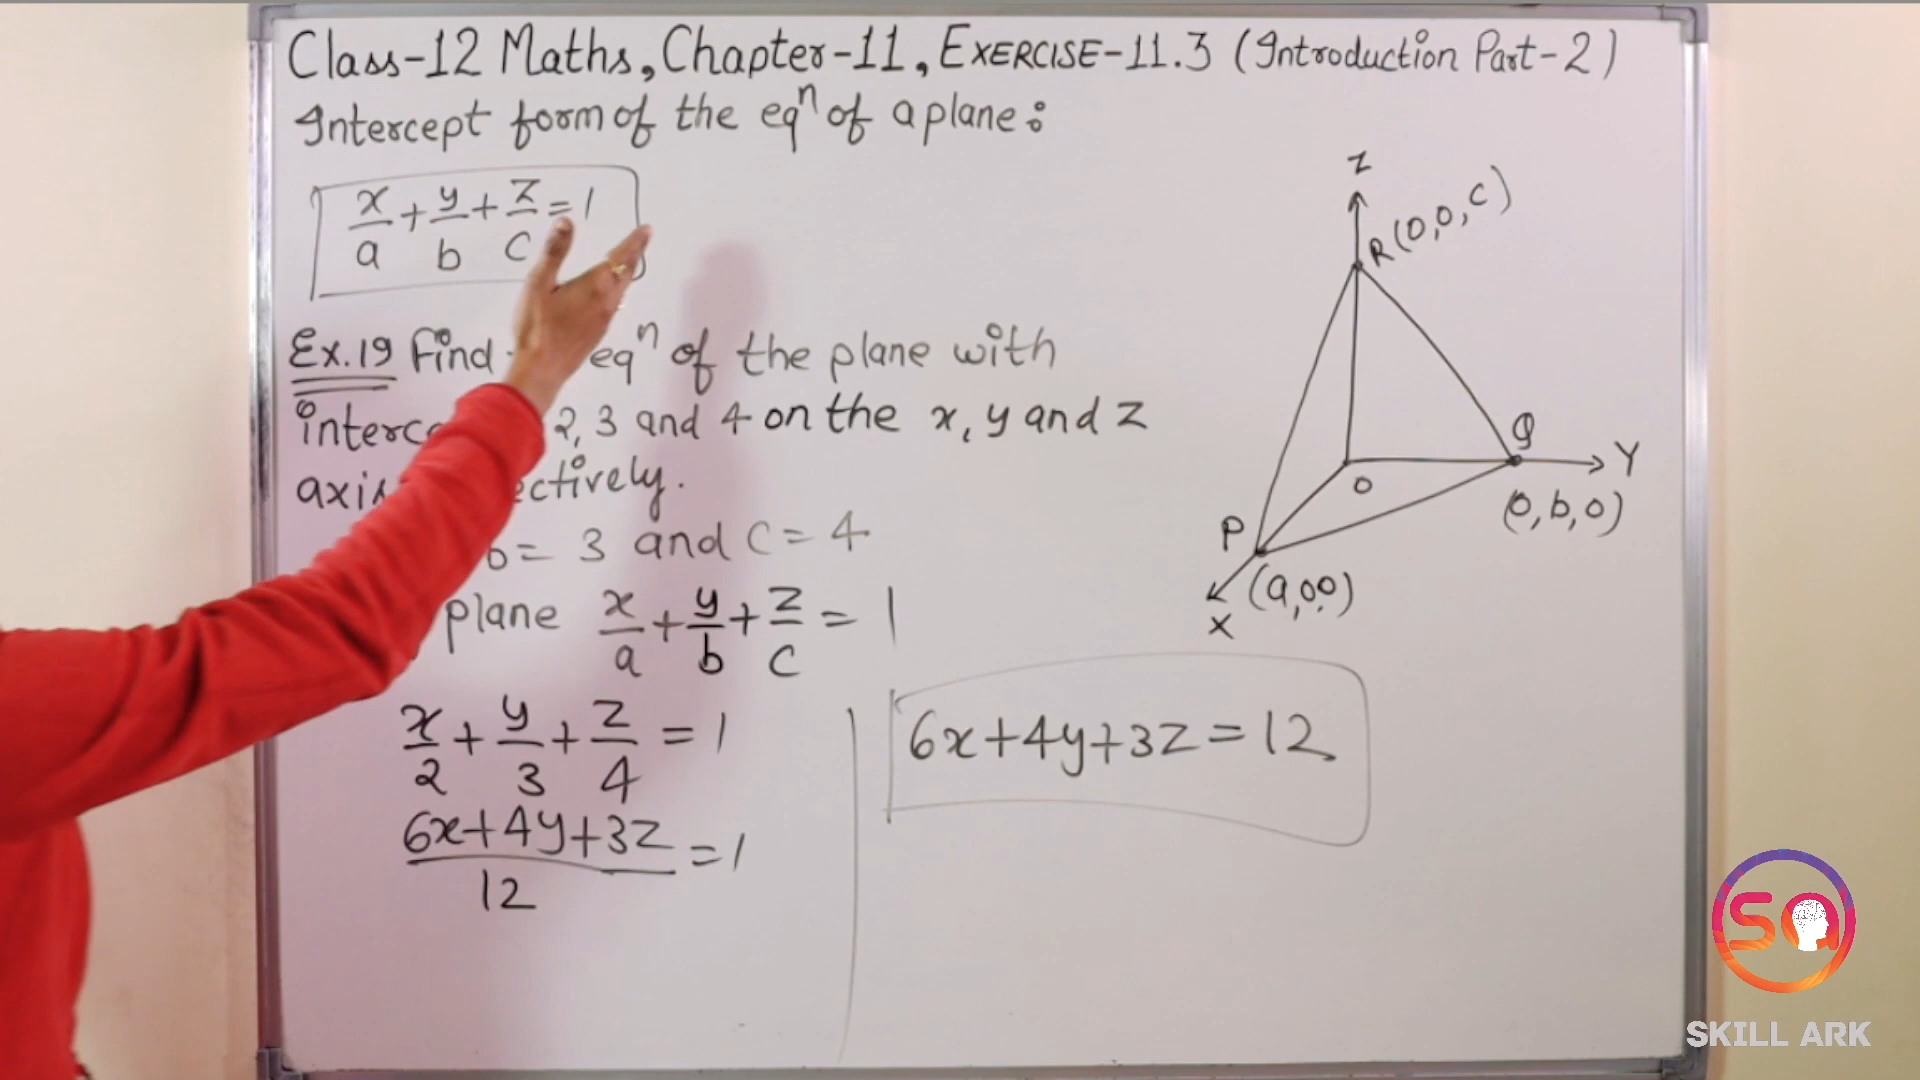 Class-12 Maths, Chapter-11, EXERCISE-11.3 (Introduction Part-2)
Intercept form of the eqⁿ of a plane:
x/a + y/b + z/c = 1
Ex.19 Find eqⁿ of the plane with
2, 3 and 4 on the x, y and z
b = 3 and c = 4
plane x/a + y/b + z/c = 1
x/2 + y/3 + z/4 = 1
(6x+4y+3z)/12 = 1
6x+4y+3z=12
Z
R(0,0,c)
Q
Y
(0,b,0)
O
P
(a,0,0)
X
SA
SKILL ARK